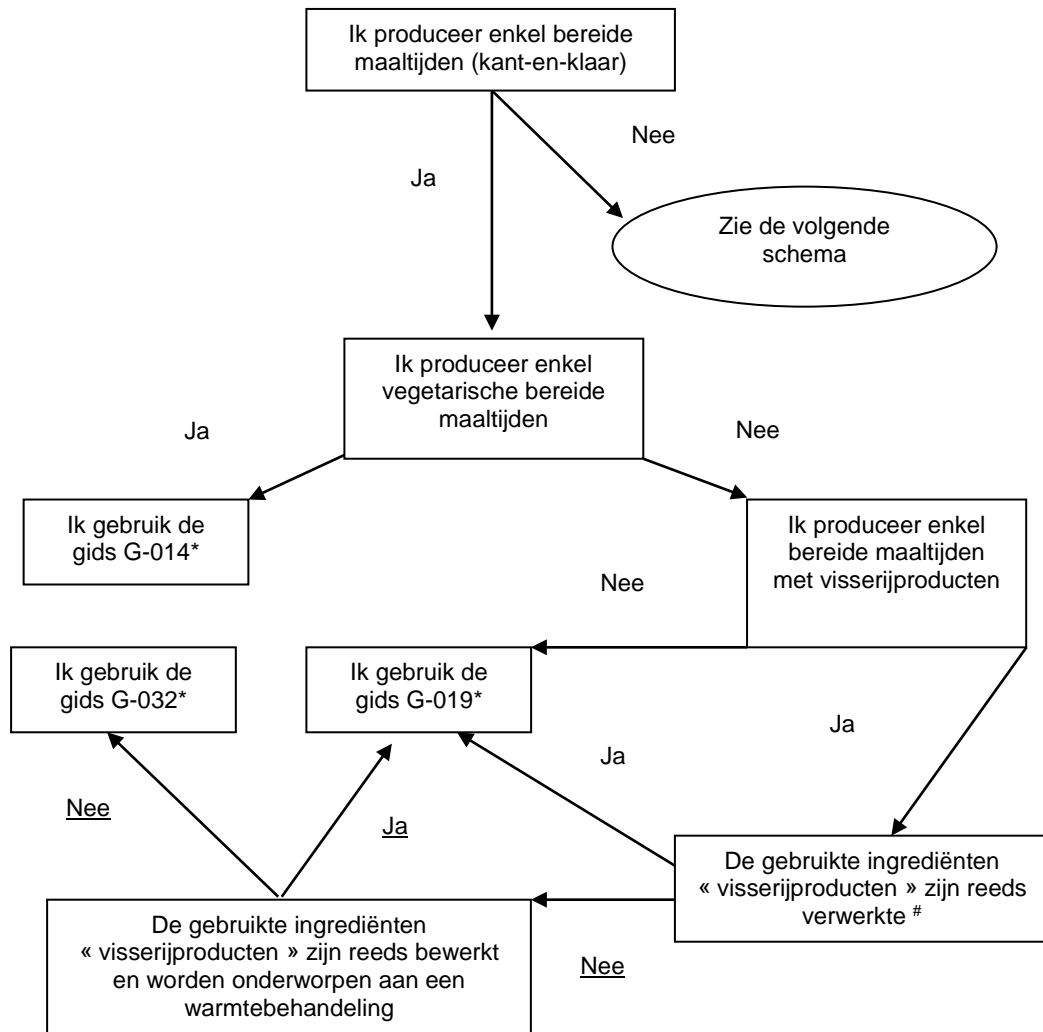 Ik produceer enkel bereide
maaltijden (kant-en-klaar)
Nee
Ja
Zie de volgende
schema
Ik produceer enkel
vegetarische bereide
maaltijden
Ja
Nee
Ik gebruik de
gids G-014*
Ik produceer enkel
bereide maaltijden
met visserijproducten
Nee
Ik gebruik de
gids G-032*
Ik gebruik de
gids G-019*
Ja
Ja
Nee
Ja
De gebruikte ingrediënten
« visserijproducten » zijn reeds
verwerkte #
De gebruikte ingrediënten
« visserijproducten » zijn reeds bewerkt
en worden onderworpen aan een
warmtebehandeling
Nee